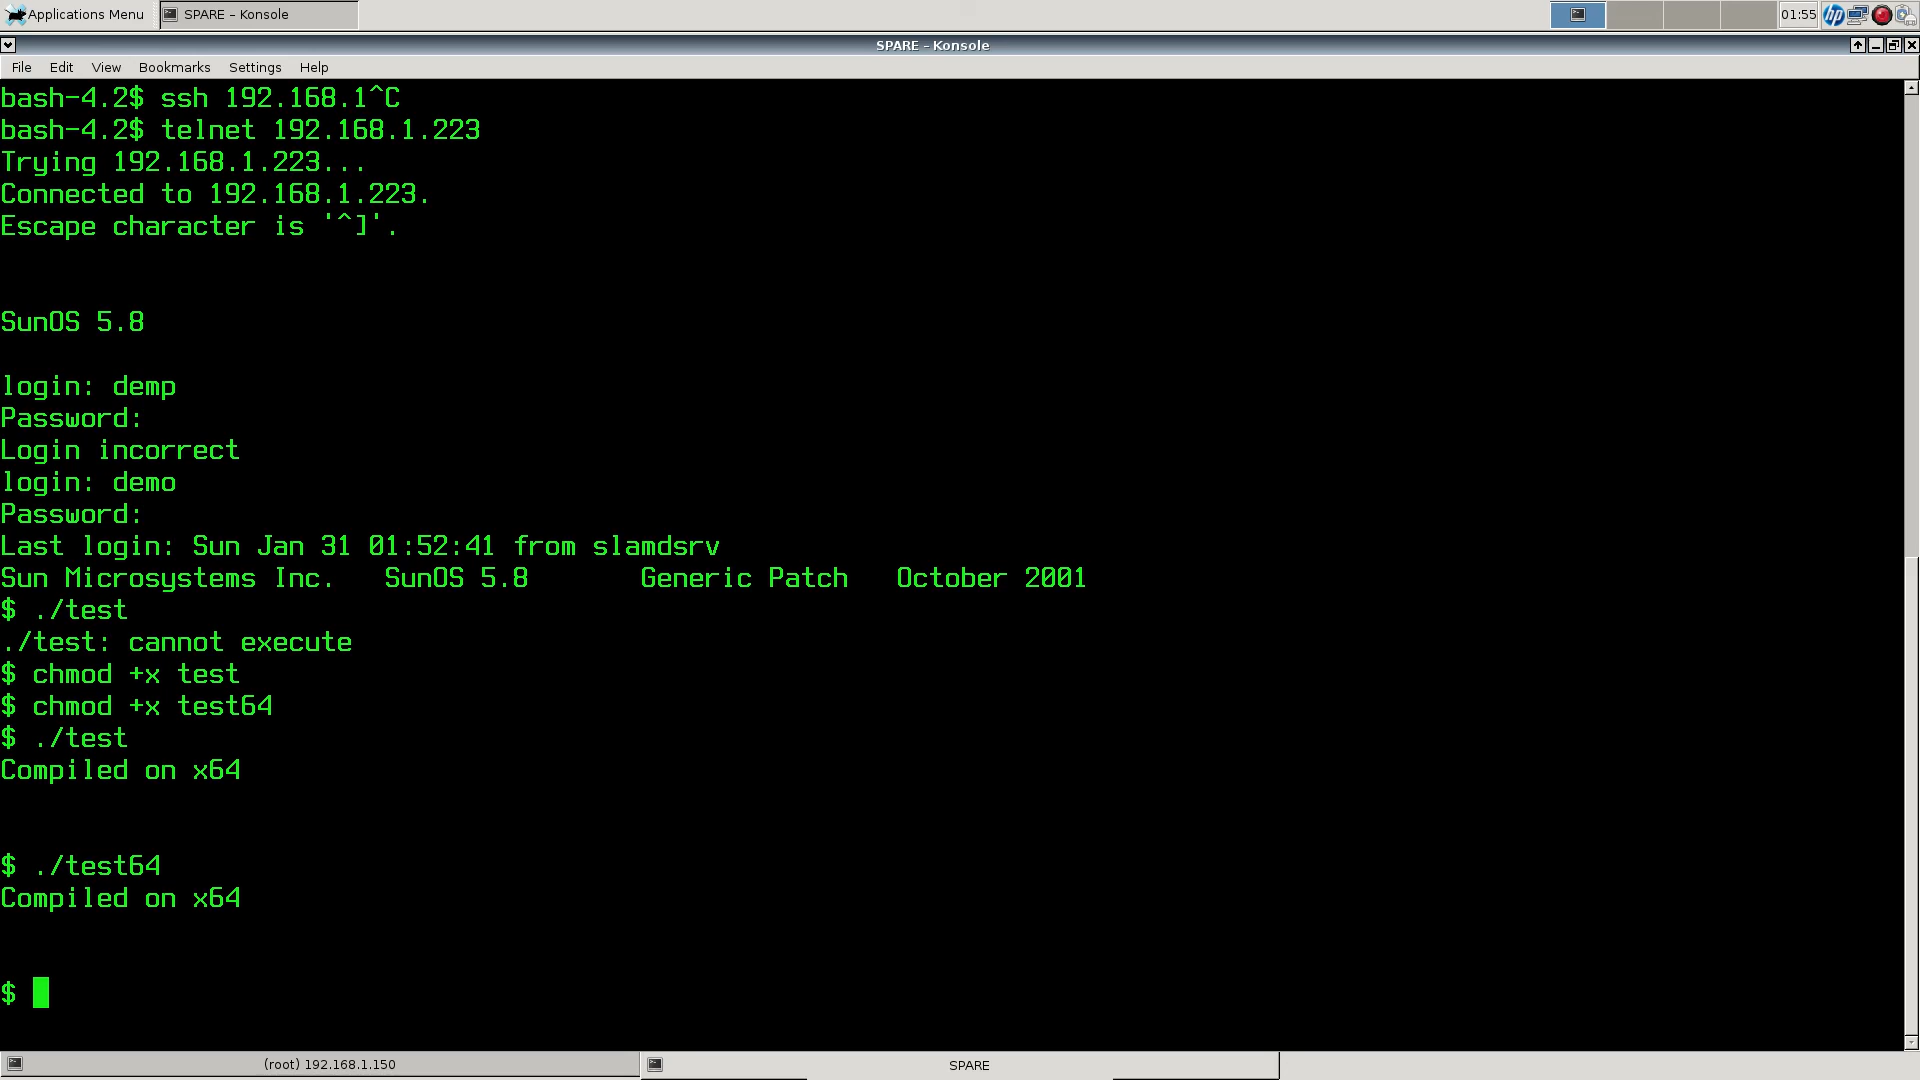 Applications Menu SPARE - Konsole 01:55 hp
SPARE - Konsole
File Edit View Bookmarks Settings Help
bash-4.2$ ssh 192.168.1^C
bash-4.2$ telnet 192.168.1.223
Trying 192.168.1.223...
Connected to 192.168.1.223.
Escape character is '^]'.
SunOS 5.8
login: demp
Password:
Login incorrect
login: demo
Password:
Last login: Sun Jan 31 01:52:41 from slamdsrv
Sun Microsystems Inc.   SunOS 5.8       Generic Patch   October 2001
$ ./test
./test: cannot execute
$ chmod +x test
$ chmod +x test64
$ ./test
Compiled on x64
$ ./test64
Compiled on x64
$
(root) 192.168.1.150 SPARE